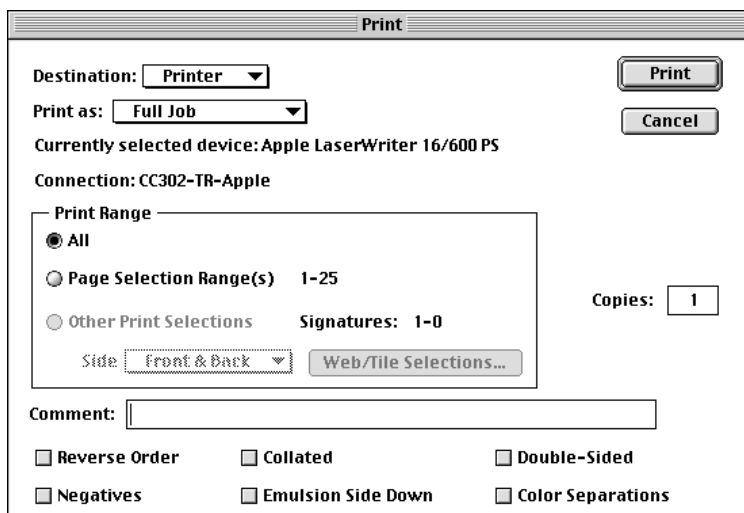 Print
Destination: Printer
Print
Print as: Full Job
Cancel
Currently selected device: Apple LaserWriter 16/600 PS
Connection: CC302-TR-Apple
Print Range
All
Page Selection Range(s) 1-25
Copies: 1
Other Print Selections Signatures: 1-0
Side Front & Back Web/Tile Selections...
Comment:
Reverse Order Collated Double-Sided
Negatives Emulsion Side Down Color Separations